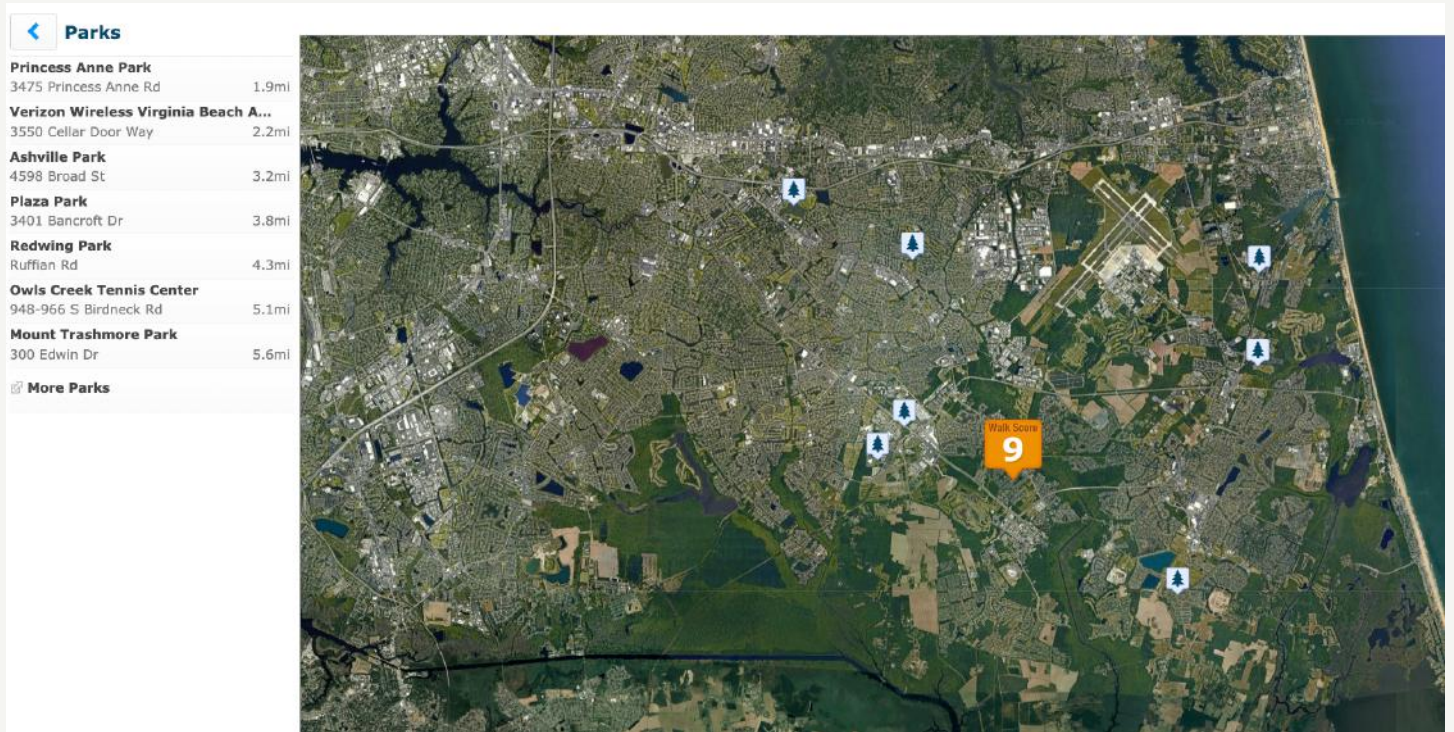 Parks
Princess Anne Park
3475 Princess Anne Rd 1.9mi
Verizon Wireless Virginia Beach A...
3550 Cellar Door Way 2.2mi
Ashville Park
4598 Broad St 3.2mi
Plaza Park
3401 Bancroft Dr 3.8mi
Redwing Park
Ruffian Rd 4.3mi
Owls Creek Tennis Center
948-966 S Birdneck Rd 5.1mi
Mount Trashmore Park
300 Edwin Dr 5.6mi
More Parks
Walk Score
9